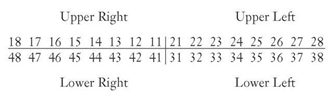 Upper Right Upper Left
18 17 16 15 14 13 12 11 | 21 22 23 24 25 26 27 28
48 47 46 45 44 43 42 41 | 31 32 33 34 35 36 37 38
Lower Right Lower Left